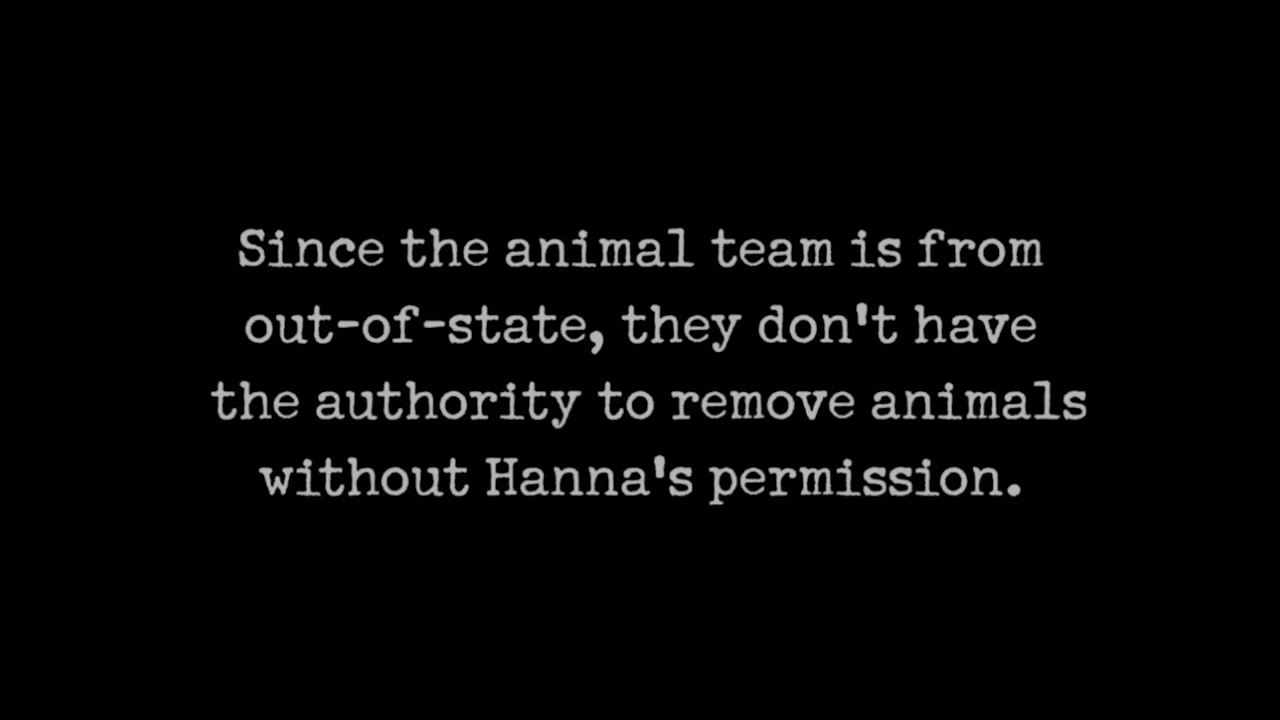 Since the animal team is from
out-of-state, they don't have
the authority to remove animals
without Hanna's permission.